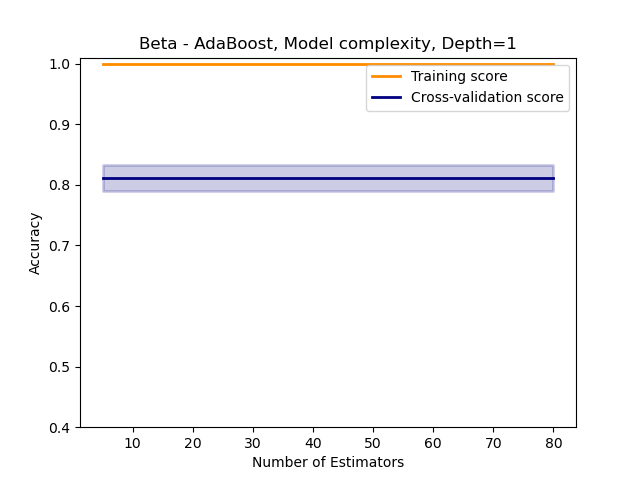 Beta - AdaBoost, Model complexity, Depth=1
1.0
0.9
0.8
0.7
0.6
0.5
0.4
Accuracy
Training score
Cross-validation score
10 20 30 40 50 60 70 80
Number of Estimators